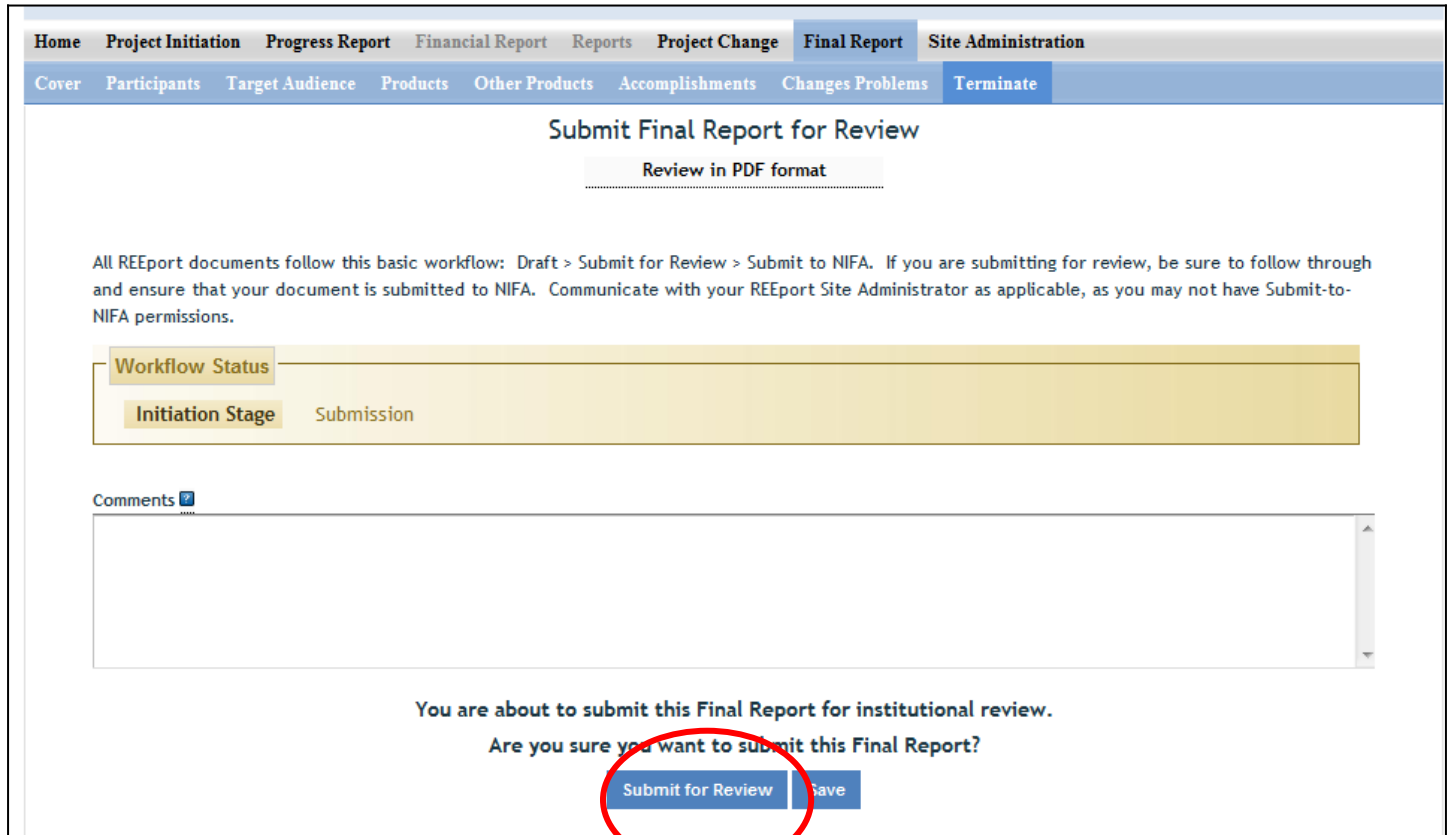 Home Project Initiation Progress Report Financial Report Reports Project Change Final Report Site Administration
Cover Participants Target Audience Products Other Products Accomplishments Changes Problems Terminate
Submit Final Report for Review
Review in PDF format
All REEport documents follow this basic workflow: Draft > Submit for Review > Submit to NIFA. If you are submitting for review, be sure to follow through
and ensure that your document is submitted to NIFA. Communicate with your REEport Site Administrator as applicable, as you may not have Submit-to-
NIFA permissions.
Workflow Status
Initiation Stage Submission
Comments ?
You are about to submit this Final Report for institutional review.
Are you sure you want to submit this Final Report?
Submit for Review Save